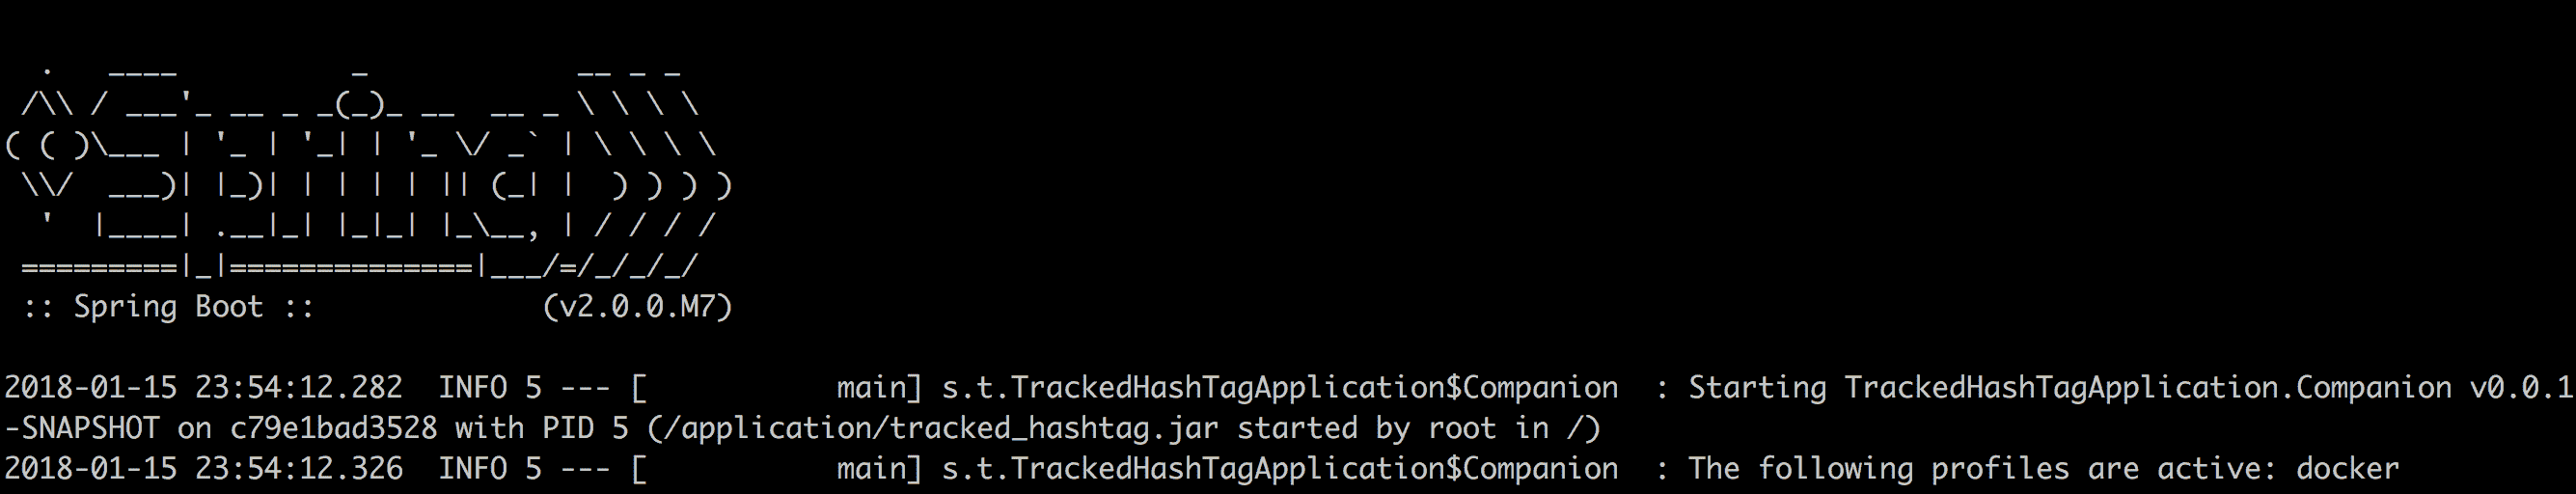 .   ____          _            __ _ _
 /\\ / ___'_ __ _ _(_)_ __  __ _ \ \ \ \
( ( )\___ | '_ | '_| | '_ \/ _` | \ \ \ \
 \\/  ___)| |_)| | | | | || (_| |  ) ) ) )
  '  |____| .__|_| |_|_| |_\__, | / / / /
 =========|_|==============|___/=/_/_/_/
 :: Spring Boot ::             (v2.0.0.M7)
2018-01-15 23:54:12.282  INFO 5 --- [           main] s.t.TrackedHashTagApplication$Companion  : Starting TrackedHashTagApplication.Companion v0.0.1
-SNAPSHOT on c79e1bad3528 with PID 5 (/application/tracked_hashtag.jar started by root in /)
2018-01-15 23:54:12.326  INFO 5 --- [           main] s.t.TrackedHashTagApplication$Companion  : The following profiles are active: docker